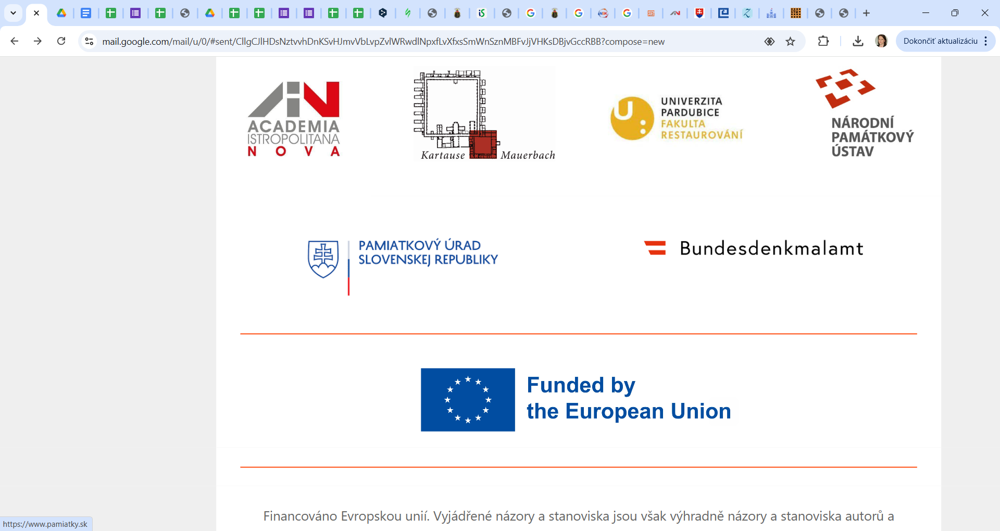 mail.google.com/mail/u/0/#sent/CllgCJlHDsNztvvhDnKSvHJmvVbLvpZvlWRwdlNpxfLvXfxsSmWnSznMBFvJjVHKsDBjvGccRBB?compose=new
Dokončiť aktualizáciu
ACADEMIA
ISTROPOLITANA
NOVA
Kartause Mauerbach
UNIVERZITA
PARDUBICE
FAKULTA
RESTAUROVÁNÍ
NÁRODNÍ
PAMÁTKOVÝ
ÚSTAV
PAMIATKOVÝ ÚRAD
SLOVENSKEJ REPUBLIKY
Bundesdenkmalamt
Funded by
the European Union
Financováno Evropskou unií. Vyjádřené názory a stanoviska jsou však výhradně názory a stanoviska autorů a
https://www.pamiatky.sk